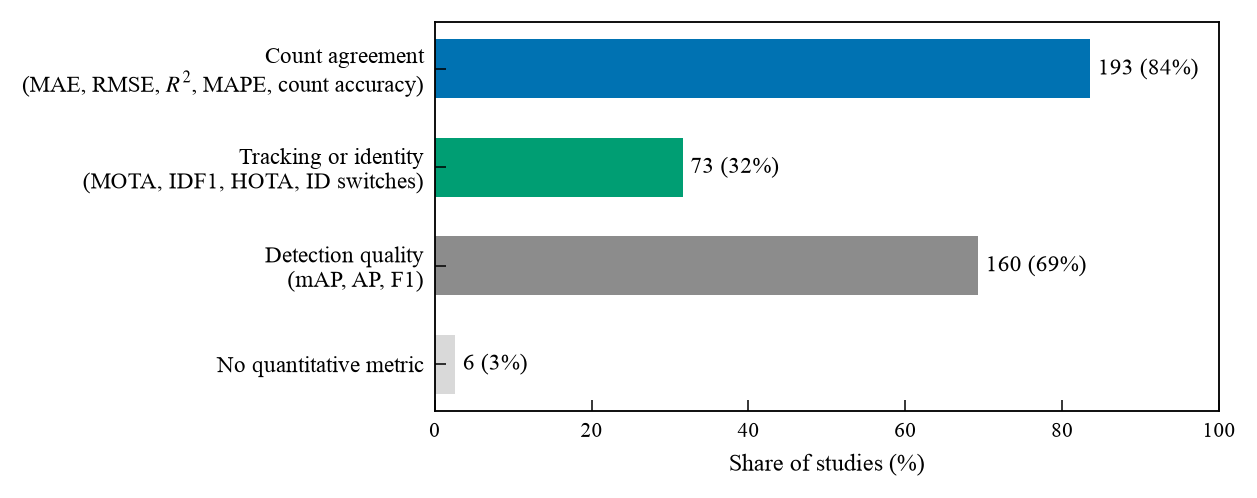 Count agreement
(MAE, RMSE, R², MAPE, count accuracy)
193 (84%)
Tracking or identity
(MOTA, IDF1, HOTA, ID switches)
73 (32%)
Detection quality
(mAP, AP, F1)
160 (69%)
No quantitative metric
6 (3%)
0 20 40 60 80 100
Share of studies (%)